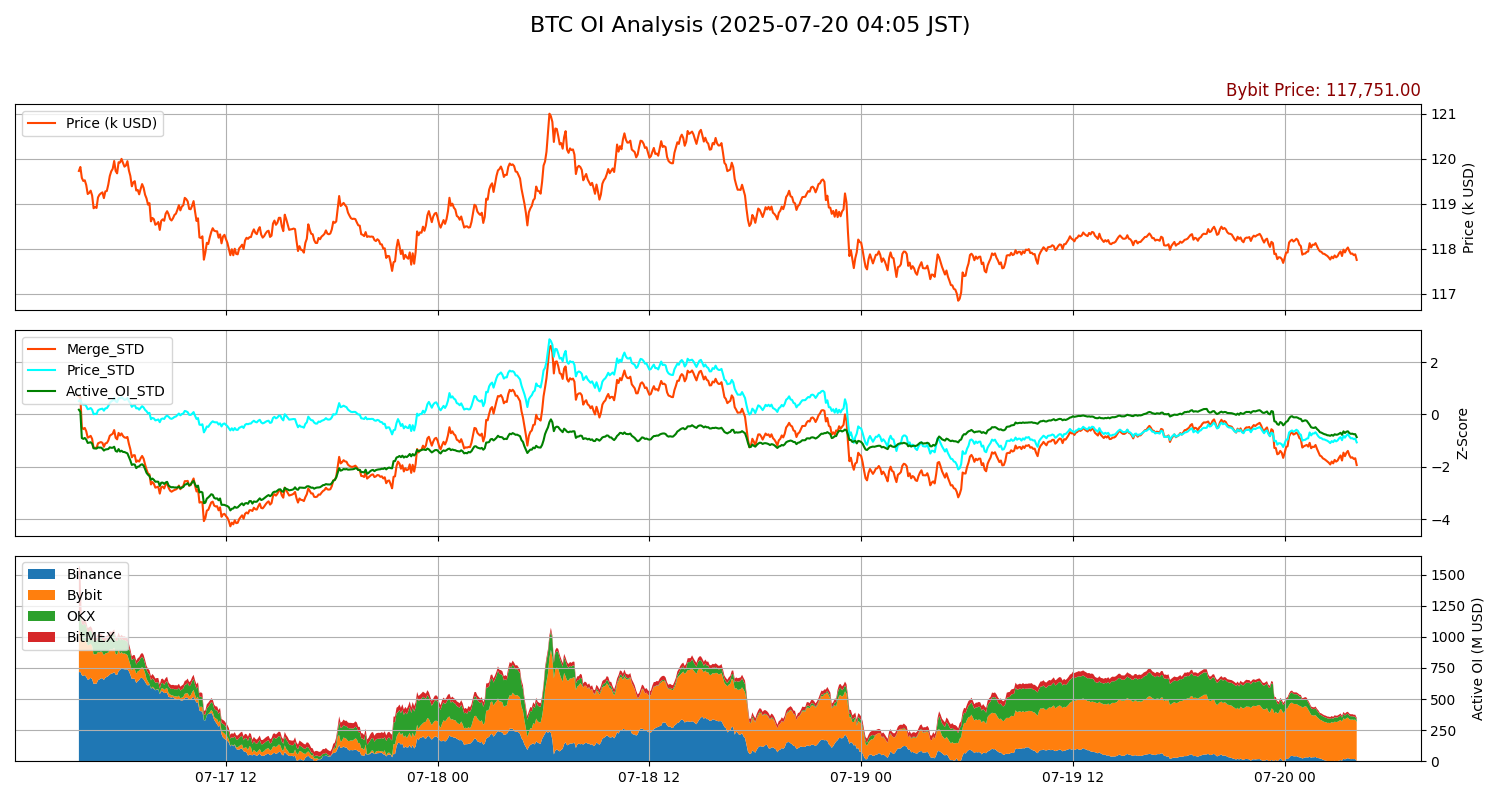 BTC OI Analysis (2025-07-20 04:05 JST)
Bybit Price: 117,751.00
Price (k USD)
121
120
119
118
117
Price (k USD)
Merge_STD
Price_STD
Active_OI_STD
2
0
−2
−4
Z-Score
Binance
Bybit
OKX
BitMEX
1500
1250
1000
750
500
250
0
Active OI (M USD)
07-17 12
07-18 00
07-18 12
07-19 00
07-19 12
07-20 00